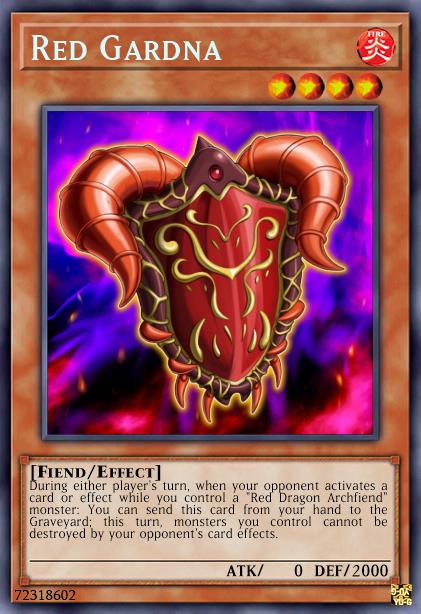 RED GARDNA
FIRE
炎
[FIEND/EFFECT]
During either player's turn, when your opponent activates a
card or effect while you control a "Red Dragon Archfiend"
monster: You can send this card from your hand to the
Graveyard; this turn, monsters you control cannot be
destroyed by your opponent's card effects.
ATK/ 0 DEF/2000
72318602